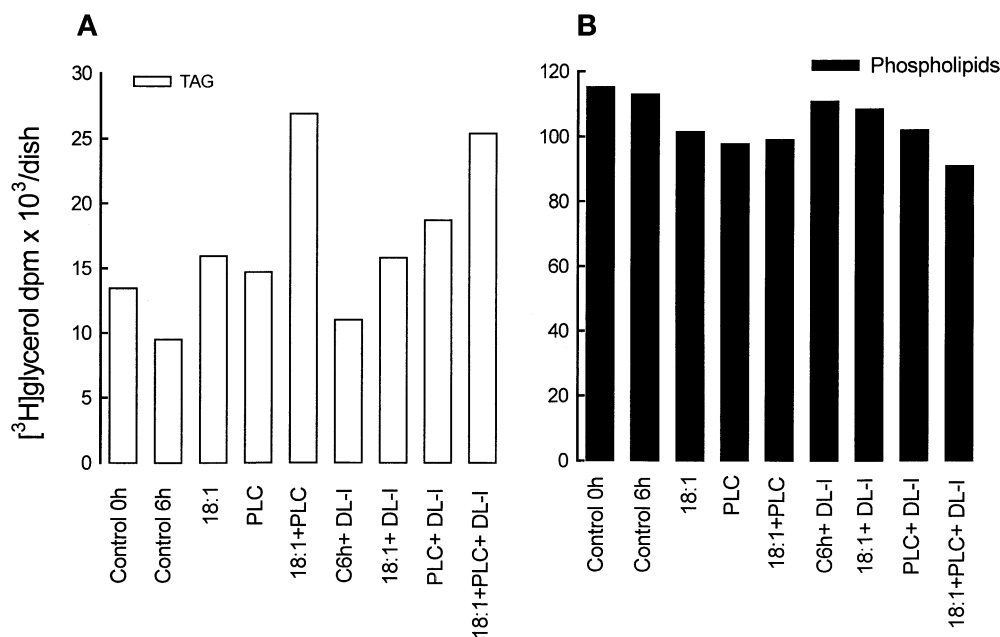 A
B
[³H]glycerol dpm x 10³/dish
30
25
20
15
10
5
0
TAG
Control 0h
Control 6h
18:1
PLC
18:1+PLC
C6h+ DL-I
18:1+ DL-I
PLC+ DL-I
18:1+PLC+ DL-I
120
100
80
60
40
20
0
Phospholipids
Control 0h
Control 6h
18:1
PLC
18:1+PLC
C6h+ DL-I
18:1+ DL-I
PLC+ DL-I
18:1+PLC+ DL-I